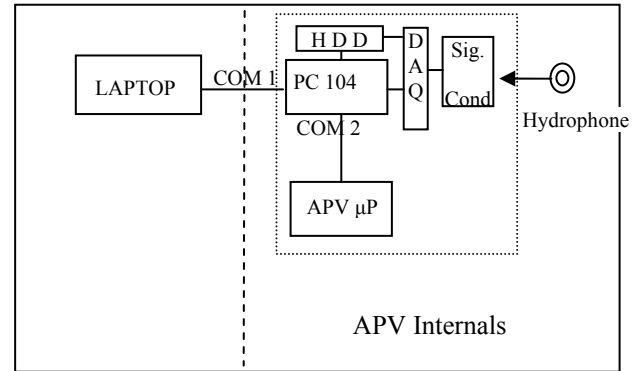 H D D
D
A
Q
Sig.
Cond
LAPTOP
COM 1
PC 104
Hydrophone
COM 2
APV µP
APV Internals